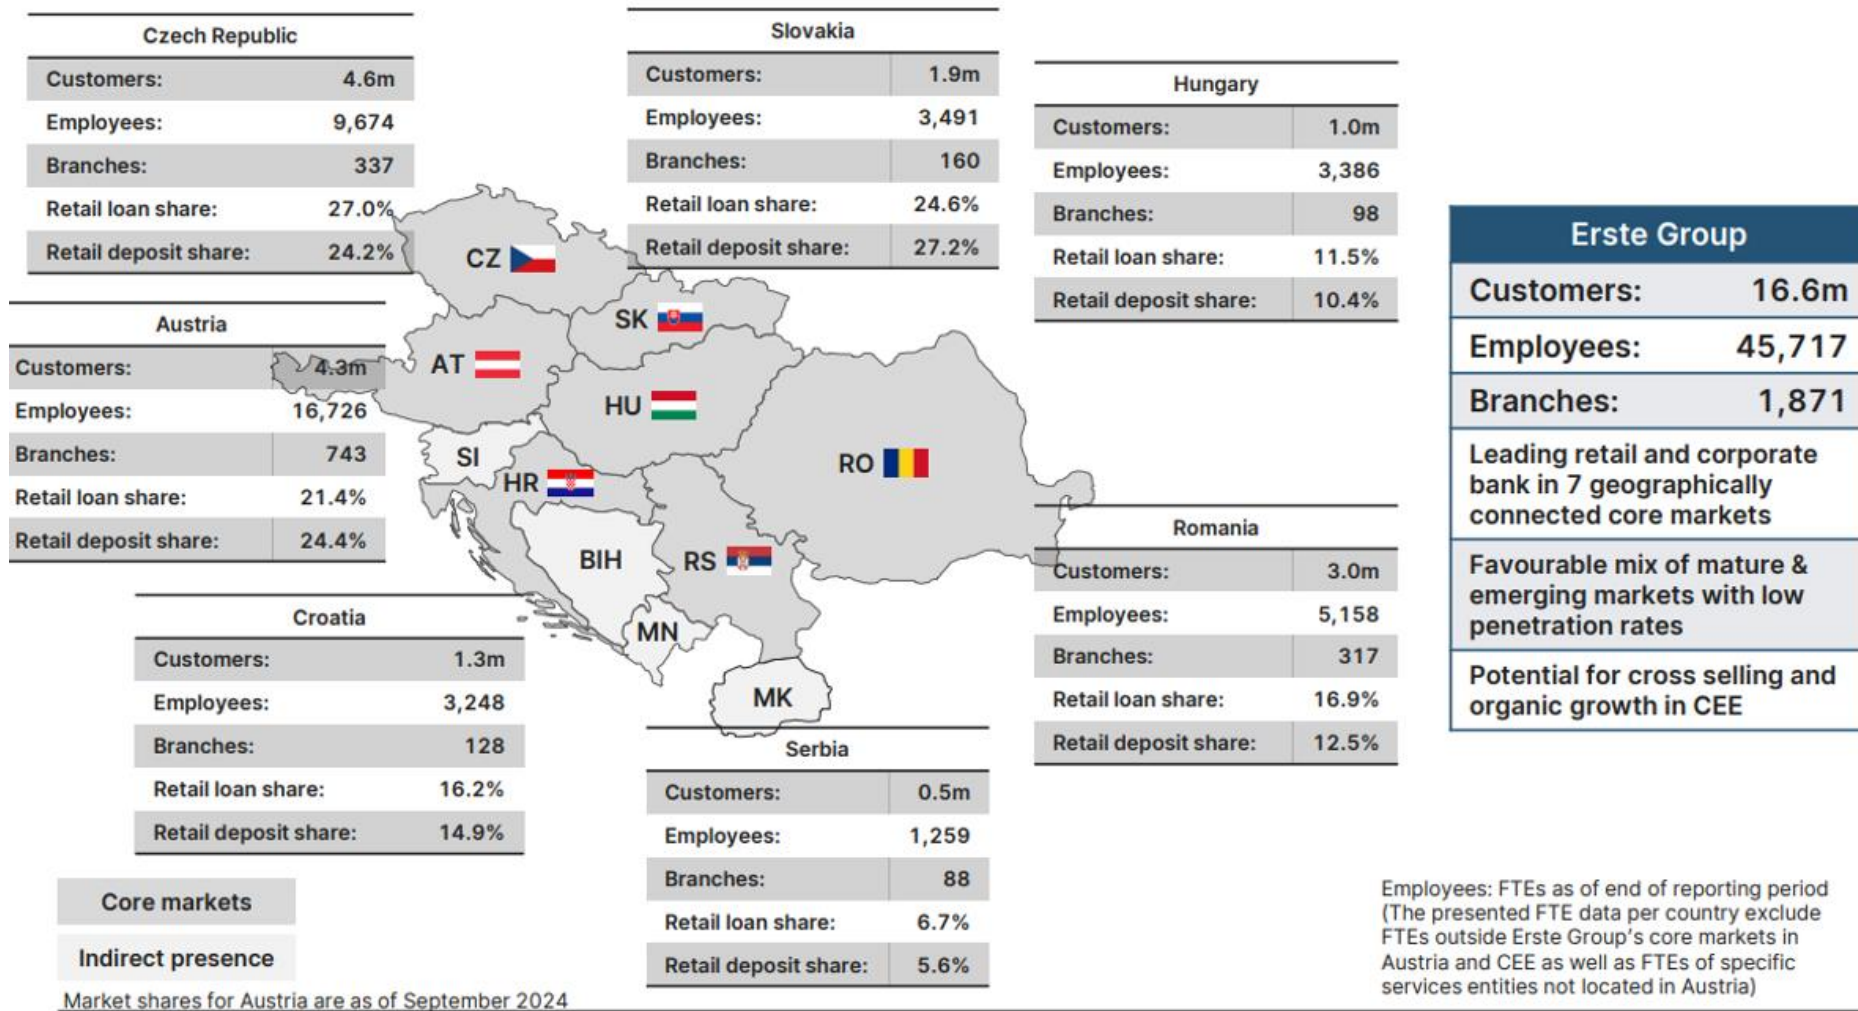 Czech Republic
Customers: 4.6m
Employees: 9,674
Branches: 337
Retail loan share: 27.0%
Retail deposit share: 24.2%
Slovakia
Customers: 1.9m
Employees: 3,491
Branches: 160
Retail loan share: 24.6%
Retail deposit share: 27.2%
Hungary
Customers: 1.0m
Employees: 3,386
Branches: 98
Retail loan share: 11.5%
Retail deposit share: 10.4%
Erste Group
Customers: 16.6m
Employees: 45,717
Branches: 1,871
Leading retail and corporate
bank in 7 geographically
connected core markets
Favourable mix of mature &
emerging markets with low
penetration rates
Potential for cross selling and
organic growth in CEE
Austria
Customers: 4.3m
Employees: 16,726
Branches: 743
Retail loan share: 21.4%
Retail deposit share: 24.4%
CZ
SK
AT
HU
SI
HR
RO
BIH
RS
MN
MK
Romania
Customers: 3.0m
Employees: 5,158
Branches: 317
Retail loan share: 16.9%
Retail deposit share: 12.5%
Croatia
Customers: 1.3m
Employees: 3,248
Branches: 128
Retail loan share: 16.2%
Retail deposit share: 14.9%
Serbia
Customers: 0.5m
Employees: 1,259
Branches: 88
Retail loan share: 6.7%
Retail deposit share: 5.6%
Core markets
Indirect presence
Market shares for Austria are as of September 2024
Employees: FTEs as of end of reporting period
(The presented FTE data per country exclude
FTEs outside Erste Group's core markets in
Austria and CEE as well as FTEs of specific
services entities not located in Austria)